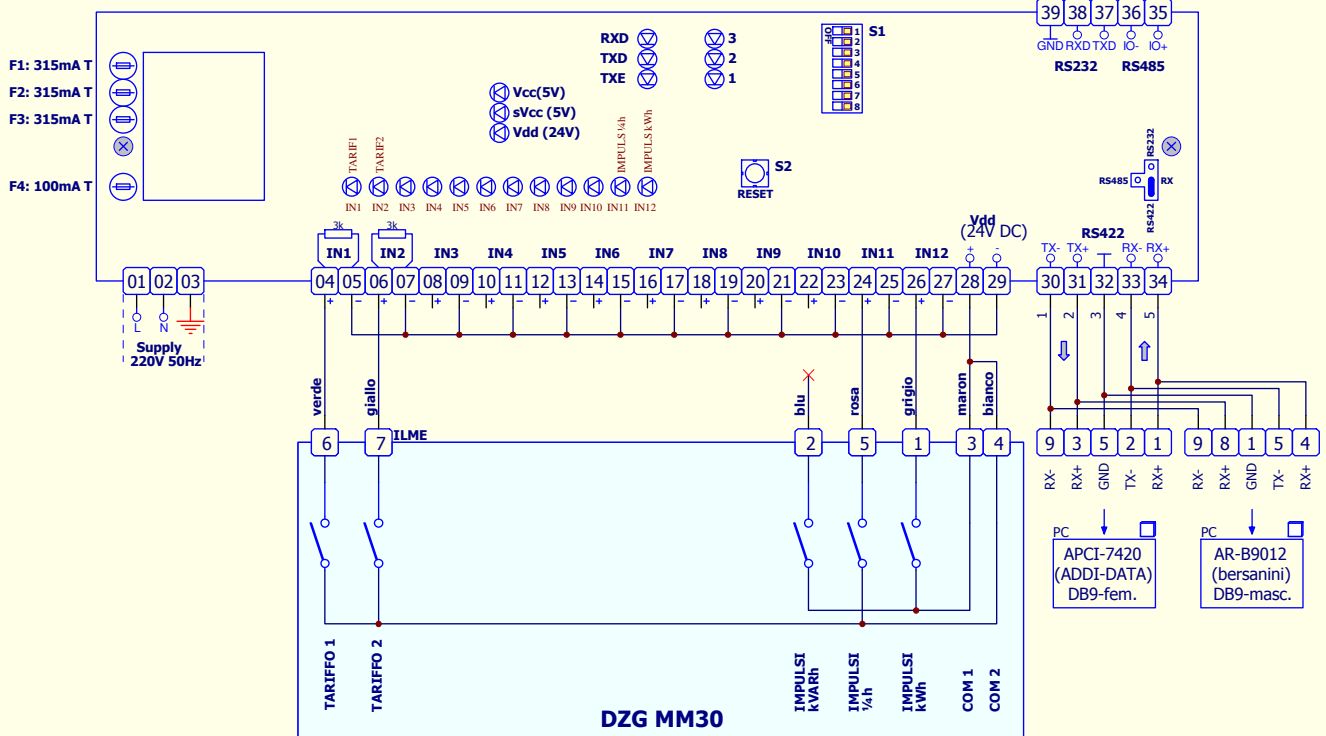 39 38 37 36 35
GND RXD TXD IO- IO+
RS232 RS485
F1: 315mA T
F2: 315mA T
F3: 315mA T
F4: 100mA T
RXD 3
TXD 2
TXE 1
Vcc(5V)
sVcc (5V)
Vdd (24V)
S1
OFF
1
2
3
4
5
6
7
8
S2
RESET
TARIF1
TARIF2
IMPULS ¼h
IMPULS kWh
IN1 IN2 IN3 IN4 IN5 IN6 IN7 IN8 IN9 IN10 IN11 IN12
RS232
RS485 RX
RS422
3k 3k
IN1 IN2 IN3 IN4 IN5 IN6 IN7 IN8 IN9 IN10 IN11 IN12
Vdd
(24V DC)
+ -
RS422
TX- TX+ RX- RX+
01 02 03 04 05 06 07 08 09 10 11 12 13 14 15 16 17 18 19 20 21 22 23 24 25 26 27 28 29 30 31 32 33 34
+ – + – + – + – + – + – + – + – + – + – + – + –
L N
Supply
220V 50Hz
1 2 3 4 5
verde
giallo
blu
rosa
grigio
maron
bianco
ILME
6 7 2 5 1 3 4
9 3 5 2 1 9 8 1 5 4
RX- RX+ GND TX- RX+ RX- RX+ GND TX- RX+
PC
APCI-7420
(ADDI-DATA)
DB9-fem.
PC
AR-B9012
(bersanini)
DB9-masc.
TARIFFO 1
TARIFFO 2
IMPULSI
kVARh
IMPULSI
¼h
IMPULSI
kWh
COM 1
COM 2
DZG MM30